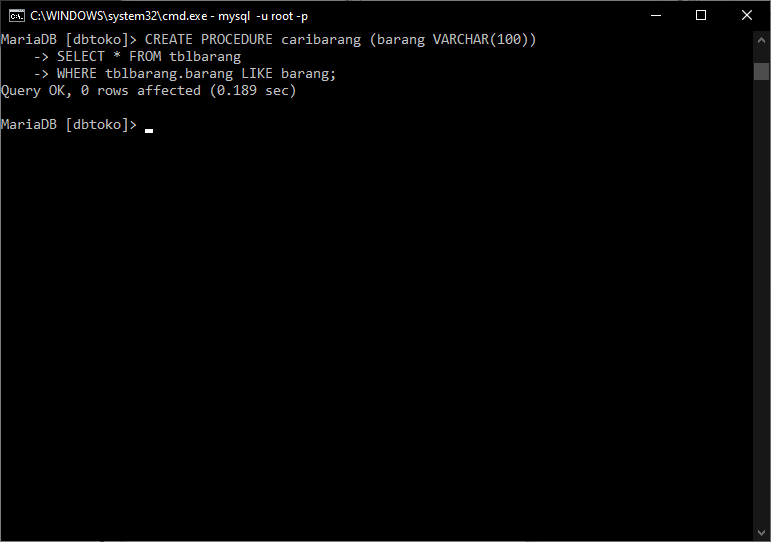 C:\WINDOWS\system32\cmd.exe - mysql  -u root -p
MariaDB [dbtoko]> CREATE PROCEDURE caribarang (barang VARCHAR(100))
    -> SELECT * FROM tblbarang
    -> WHERE tblbarang.barang LIKE barang;
Query OK, 0 rows affected (0.189 sec)
MariaDB [dbtoko]>